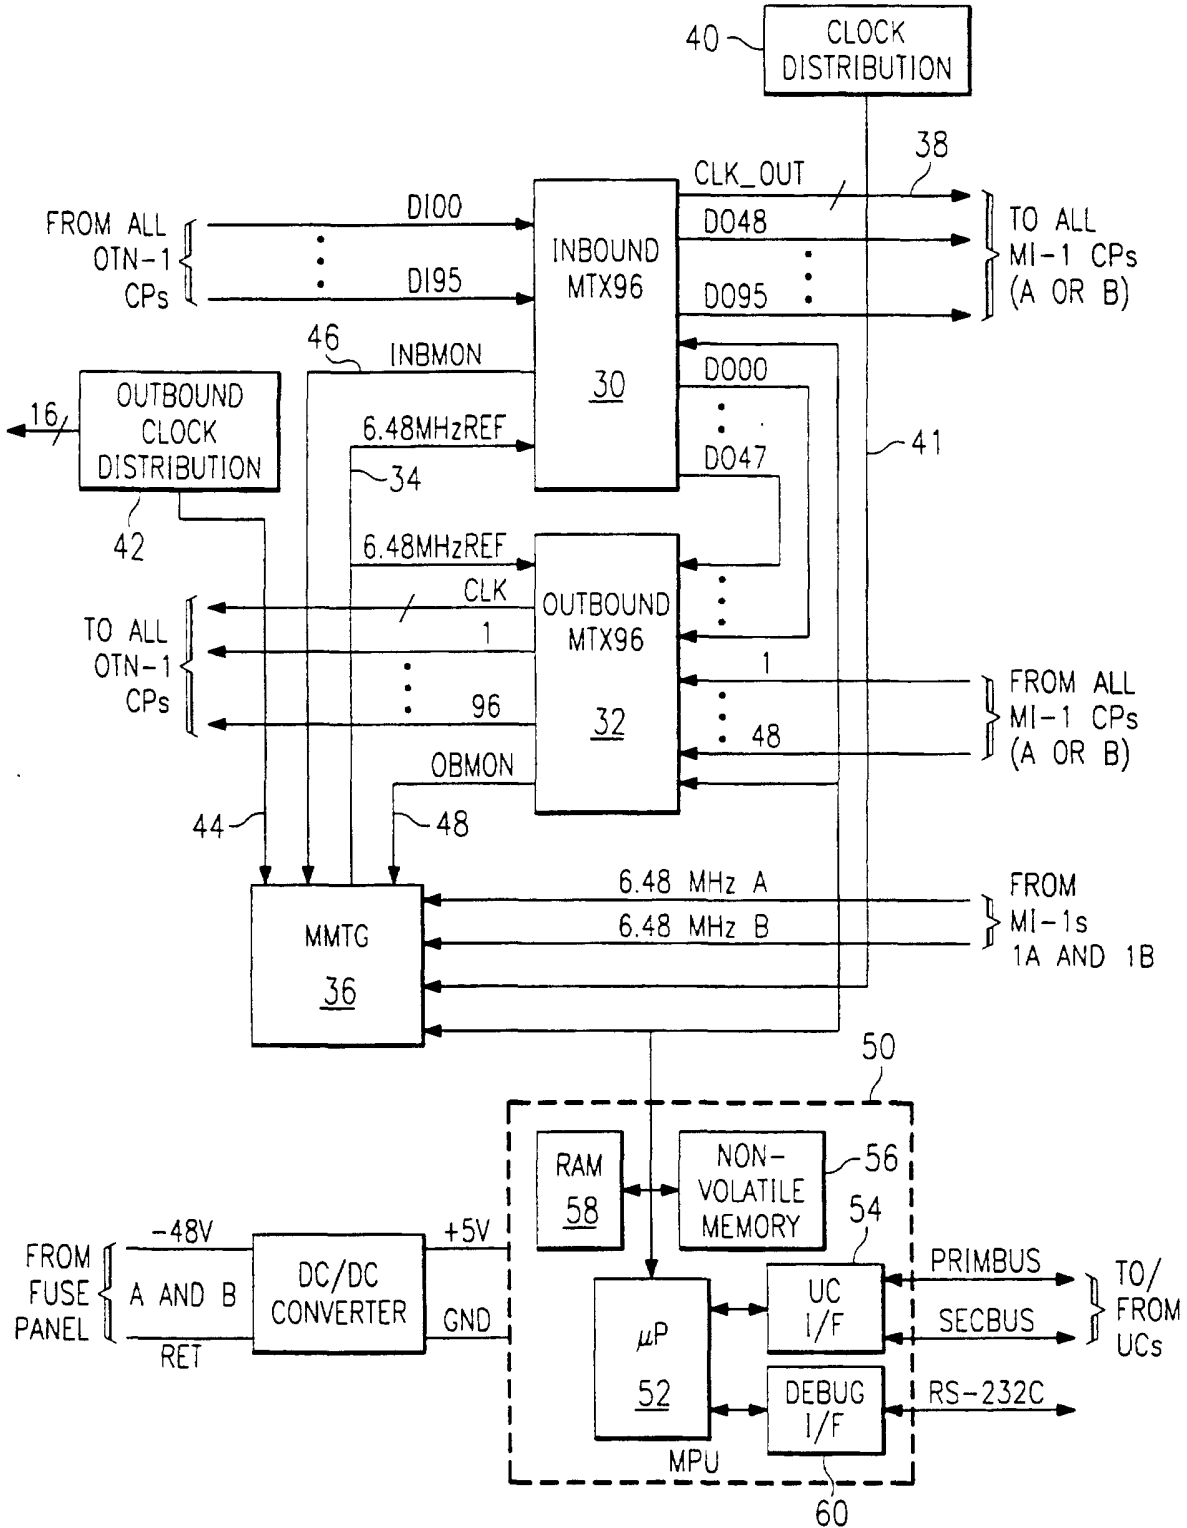 40
CLOCK
DISTRIBUTION
CLK_OUT
38
FROM ALL
OTN-1
CPs
DI00
DI95
INBOUND
MTX96
30
DO48
DO95
TO ALL
MI-1 CPs
(A OR B)
46
INBMON
DO00
DO47
16
OUTBOUND
CLOCK
DISTRIBUTION
42
6.48MHzREF
34
41
6.48MHzREF
CLK
1
96
TO ALL
OTN-1
CPs
OUTBOUND
MTX96
32
1
48
FROM ALL
MI-1 CPs
(A OR B)
OBMON
44
48
MMTG
36
6.48 MHz A
6.48 MHz B
FROM
MI-1s
1A AND 1B
50
RAM
58
NON-
VOLATILE
MEMORY
56
54
FROM
FUSE
PANEL
-48V
A AND B
RET
DC/DC
CONVERTER
+5V
GND
μP
52
UC
I/F
PRIMBUS
SECBUS
TO/
FROM
UCs
DEBUG
I/F
RS-232C
MPU
60